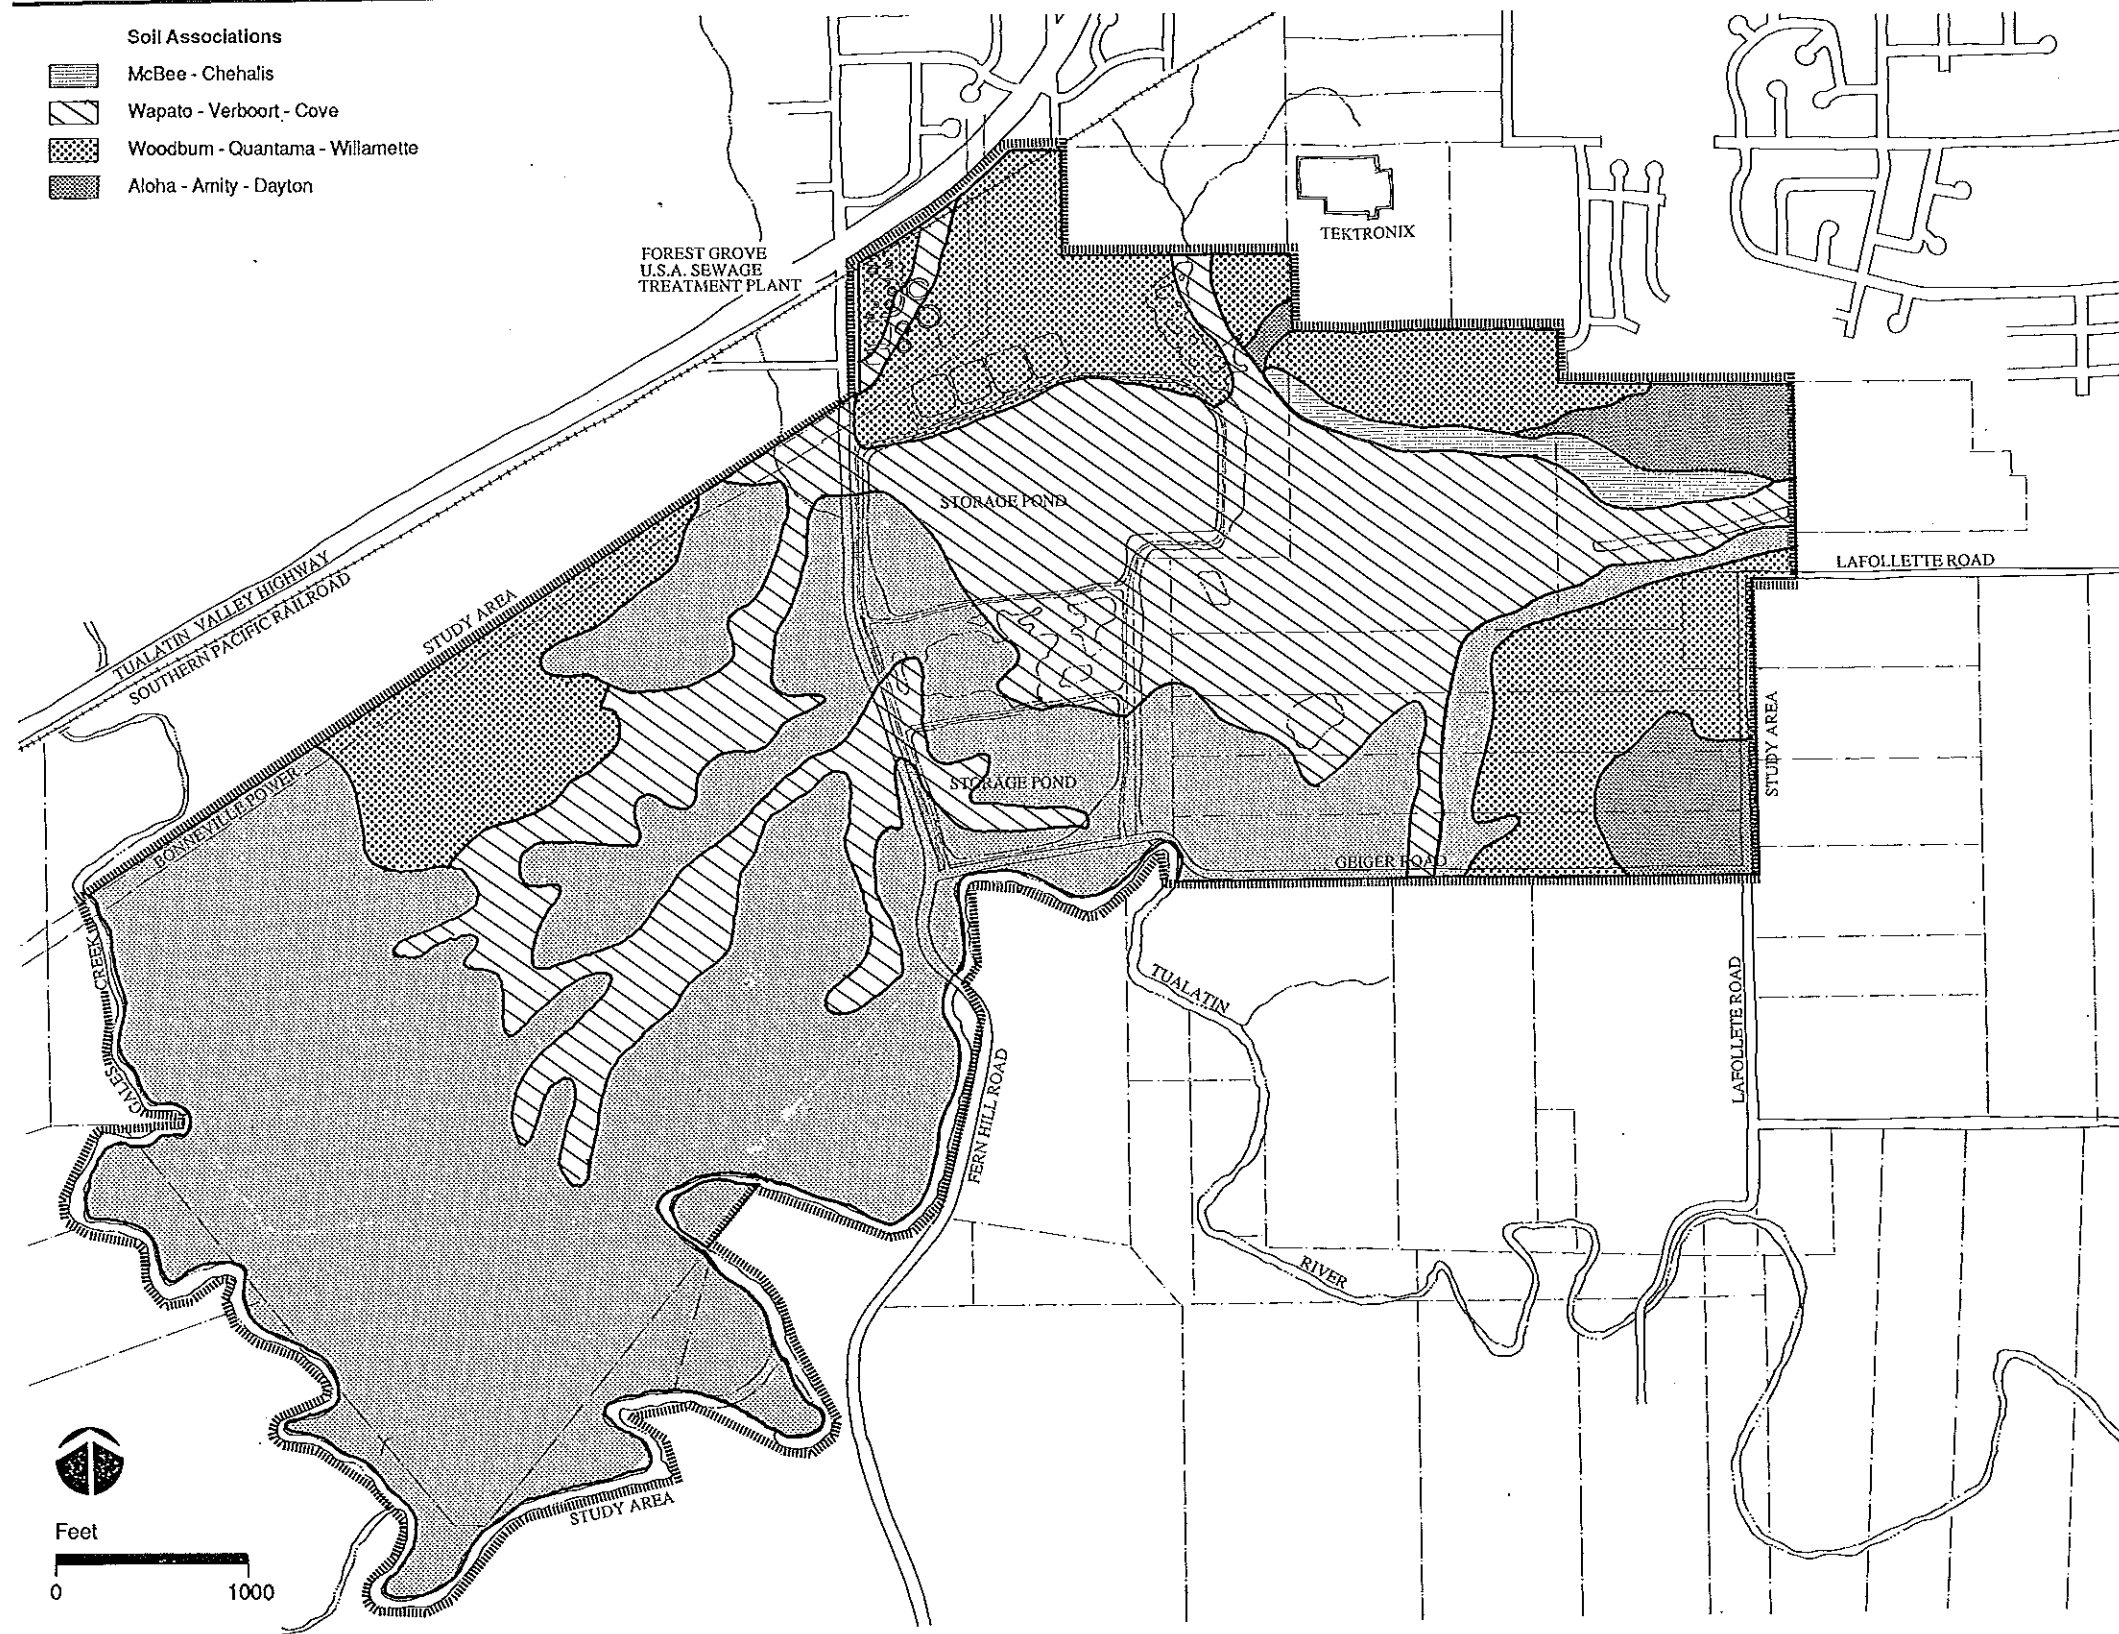 Soil Associations
McBee - Chehalis
Wapato - Verboort - Cove
Woodburn - Quantama - Willamette
Aloha - Amity - Dayton
TEKTRONIX
FOREST GROVE
U.S.A. SEWAGE
TREATMENT PLANT
STORAGE POND
LAFOLLETTE ROAD
TUALATIN VALLEY HIGHWAY
SOUTHERN PACIFIC RAILROAD
STUDY AREA
STUDY AREA
BONNEVILLE POWER
STORAGE POND
GEIGER ROAD
GALES CREEK
TUALATIN
RIVER
LAFOLLETE ROAD
FERN HILL ROAD
STUDY AREA
Feet
0 1000